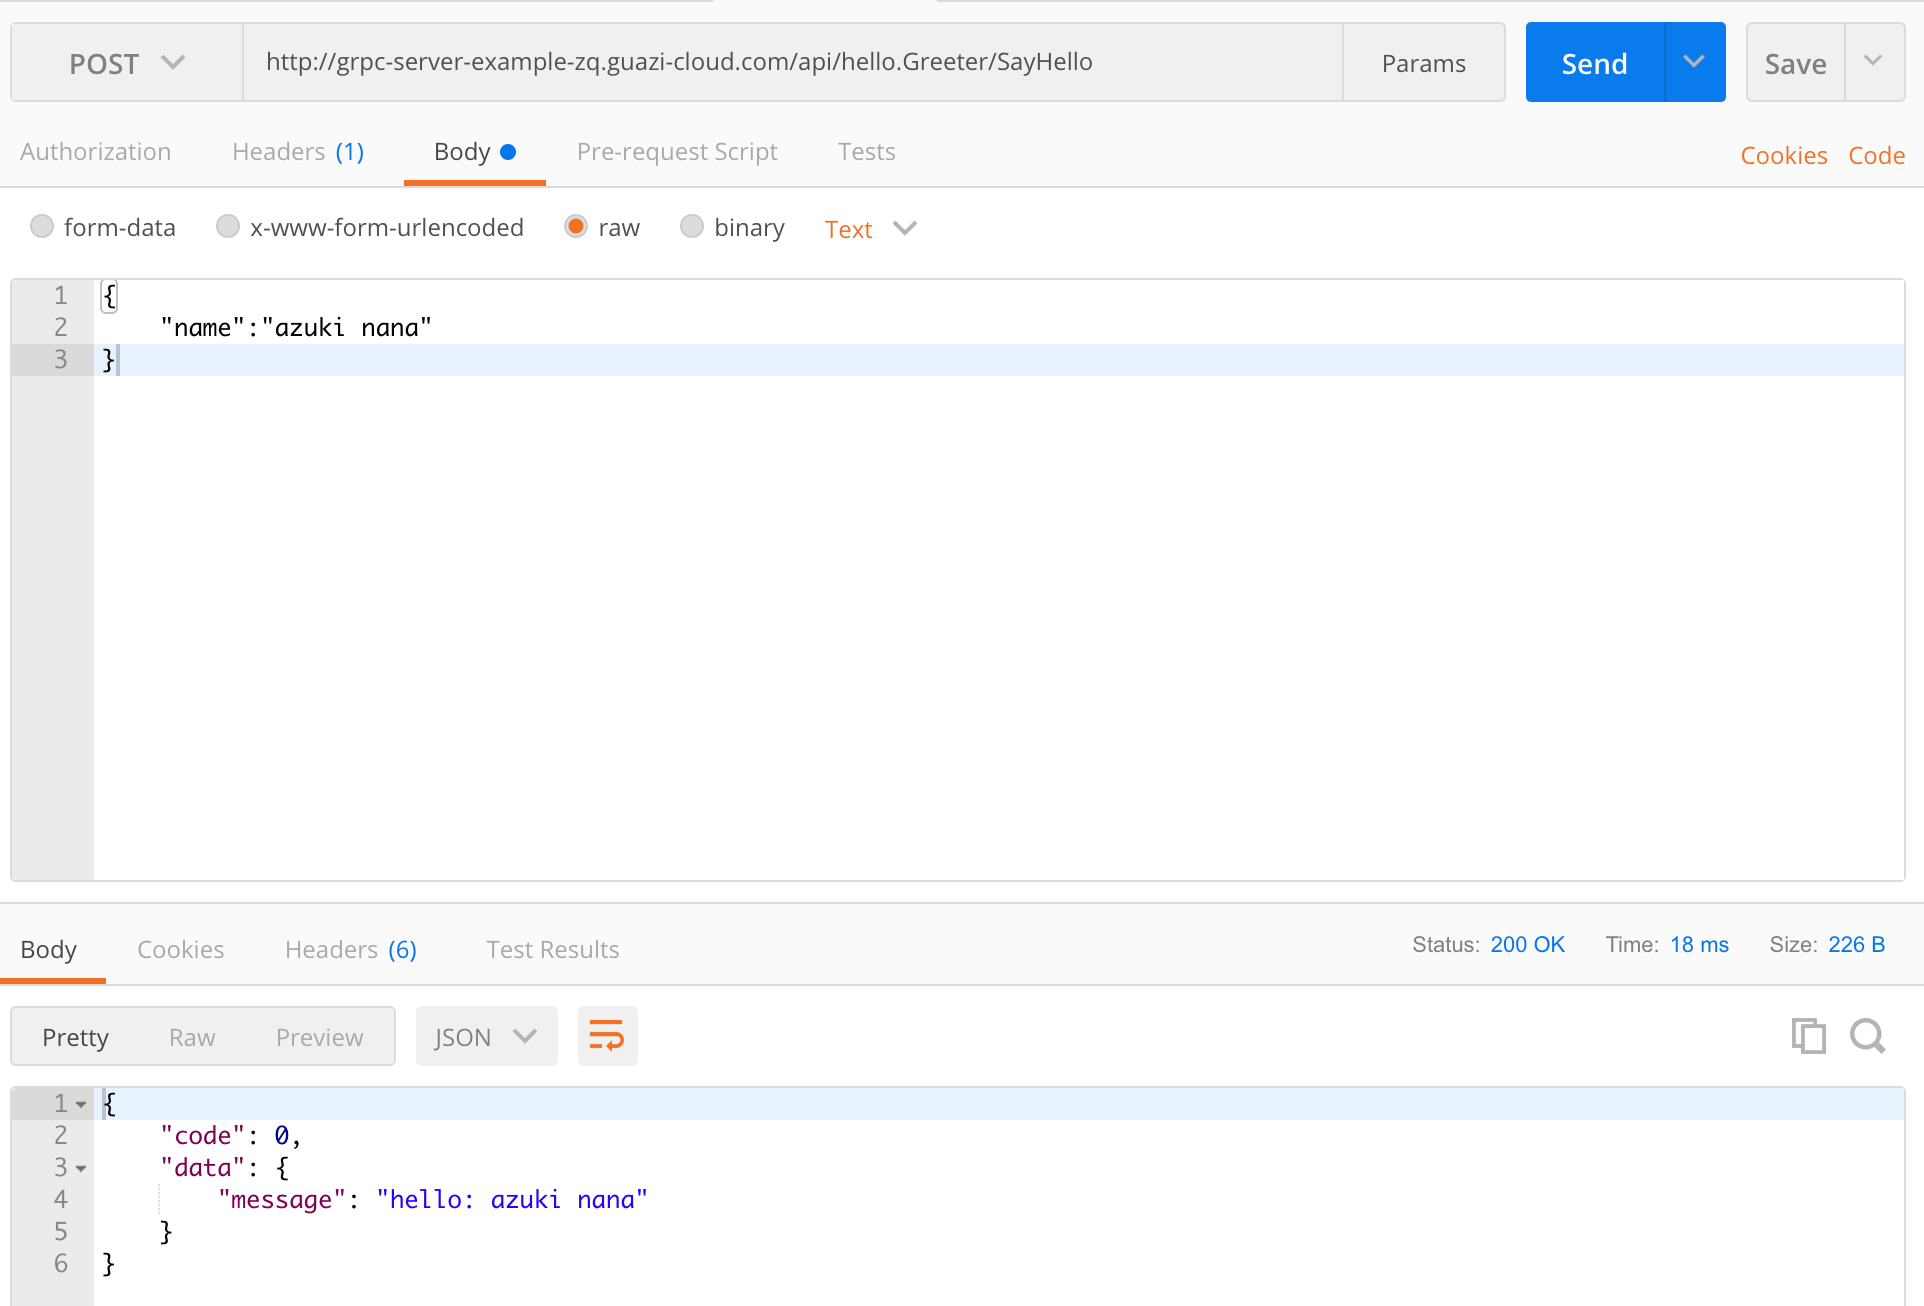 POST http://grpc-server-example-zq.guazi-cloud.com/api/hello.Greeter/SayHello Params Send Save
Authorization Headers (1) Body Pre-request Script Tests Cookies Code
form-data x-www-form-urlencoded raw binary Text
1 {
2 "name":"azuki nana"
3 }
Body Cookies Headers (6) Test Results Status: 200 OK Time: 18 ms Size: 226 B
Pretty Raw Preview JSON
1 {
2 "code": 0,
3 "data": {
4 "message": "hello: azuki nana"
5 }
6 }